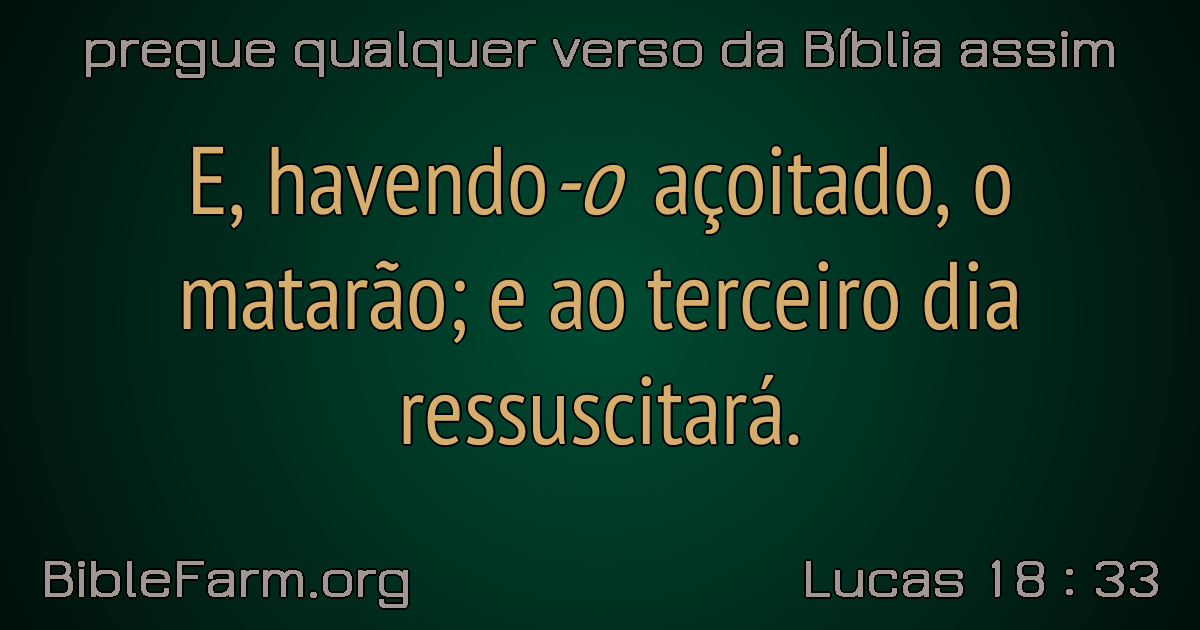 pregue qualquer verso da Bíblia assim
E, havendo-o açoitado, o
matarão; e ao terceiro dia
ressuscitará.
BibleFarm.org
Lucas 18 : 33